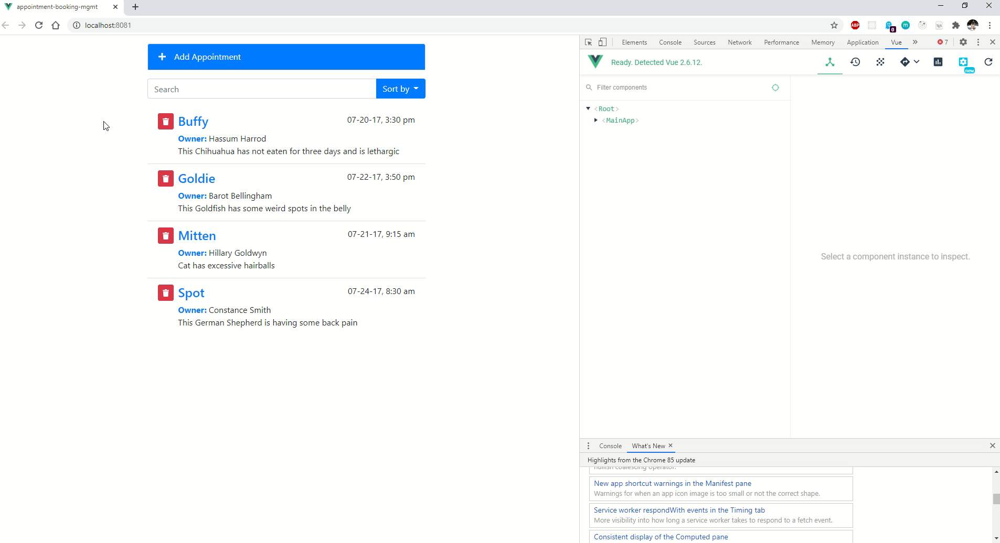 appointment-booking-mgmt
localhost:8081
ABP
0
m
Add Appointment
Search
Sort by
Buffy
07-20-17, 3:30 pm
Owner: Hassum Harrod
This Chihuahua has not eaten for three days and is lethargic
Goldie
07-22-17, 3:50 pm
Owner: Barot Bellingham
This Goldfish has some weird spots in the belly
Mitten
07-21-17, 9:15 am
Owner: Hillary Goldwyn
Cat has excessive hairballs
Spot
07-24-17, 8:30 am
Owner: Constance Smith
This German Shepherd is having some back pain
Elements Console Sources Network Performance Memory Application Vue » 7
Ready. Detected Vue 2.6.12.
new
Filter components
<Root>
<MainApp>
Select a component instance to inspect.
Console What's New
Highlights from the Chrome 85 update
nullish coalescing operator.
New app shortcut warnings in the Manifest pane
Warnings for when an app icon image is too small or not the correct shape.
Service worker respondWith events in the Timing tab
More visibility into how long a service worker takes to respond to a fetch event.
Consistent display of the Computed pane